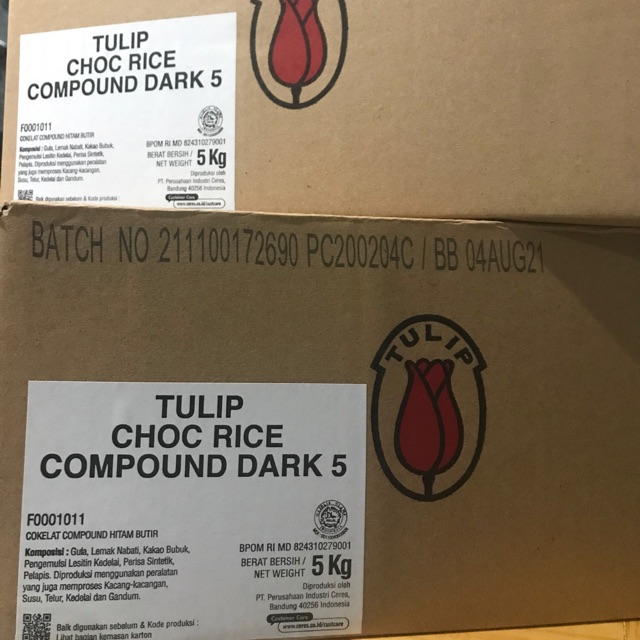 TULIP
CHOC RICE
COMPOUND DARK 5
F0001011
COKELAT COMPOUND HITAM BUTIR
Komposisi : Gula, Lemak Nabati, Kakao Bubuk,
Pengemulsi Lesitin Kedelai, Perisa Sintetik,
Pelapis. Diproduksi menggunakan peralatan
yang juga memproses Kacang-kacangan,
Susu, Telur, Kedelai dan Gandum.
Baik digunakan sebelum & Kode produksi :
BPOM RI MD 824310279001
BERAT BERSIH /
NET WEIGHT 5 Kg
Diproduksi oleh
PT. Perusahaan Industri Ceres,
Bandung 40256 Indonesia
Customer Care
www.ceres.co.id/custcare
BATCH NO 211100172690 PC200204C / BB 04AUG21
TULIP
TULIP
CHOC RICE
COMPOUND DARK 5
F0001011
COKELAT COMPOUND HITAM BUTIR
Komposisi : Gula, Lemak Nabati, Kakao Bubuk,
Pengemulsi Lesitin Kedelai, Perisa Sintetik,
Pelapis. Diproduksi menggunakan peralatan
yang juga memproses Kacang-kacangan,
Susu, Telur, Kedelai dan Gandum.
Baik digunakan sebelum & Kode produksi :
Lihat bagian kemasan karton
BPOM RI MD 824310279001
BERAT BERSIH /
NET WEIGHT 5 Kg
Diproduksi oleh
PT. Perusahaan Industri Ceres,
Bandung 40256 Indonesia
Customer Care
www.ceres.co.id/custcare